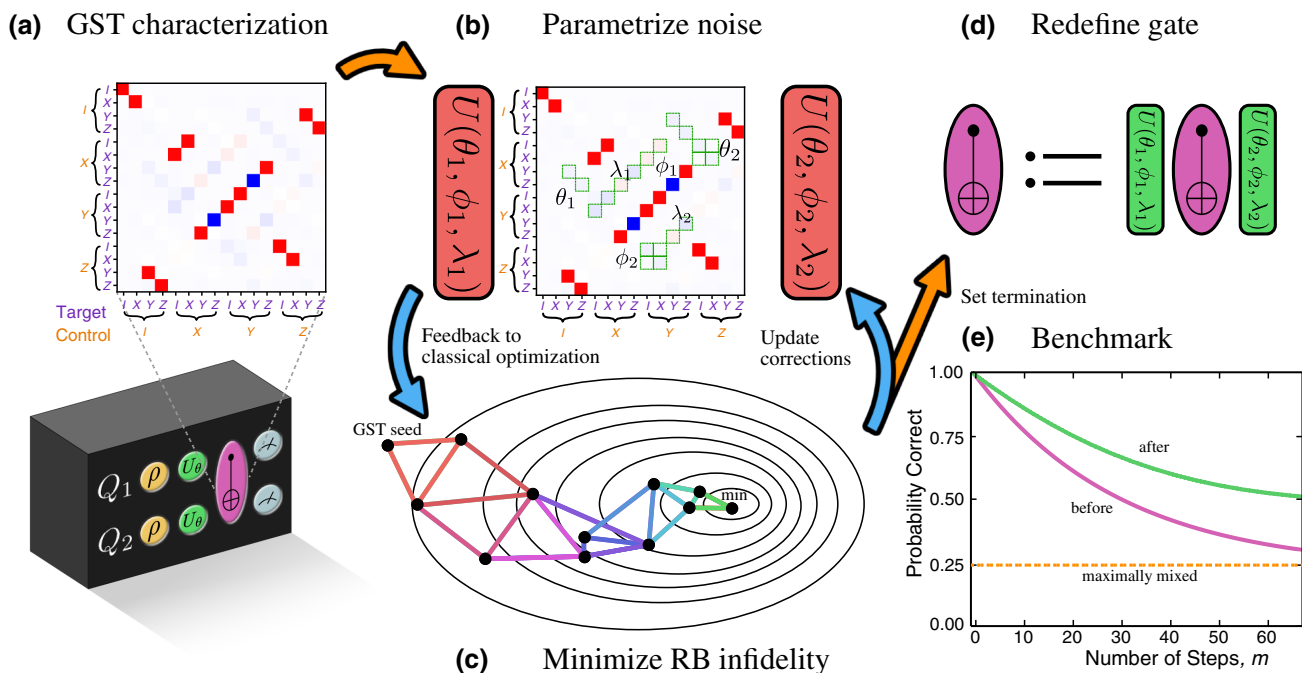 (a) GST characterization
I
X
Y
Z
I
X
Y
Z
I
X
Y
Z
I
X
Y
Z
I
X
Y
Z
I X Y Z I X Y Z I X Y Z I X Y Z
Target
Control
I X Y Z
Q1 ρ Uθ
Q2 ρ Uθ
(b) Parametrize noise
U(θ1, ϕ1, λ1)
I
X
Y
Z
I
X
Y
Z
I
X
Y
Z
I
X
Y
Z
I
X
Y
Z
θ1
λ1
ϕ1
θ2
λ2
ϕ2
I X Y Z I X Y Z I X Y Z I X Y Z
I X Y Z
U(θ2, ϕ2, λ2)
Feedback to
classical optimization
Update
corrections
GST seed
min
(c) Minimize RB infidelity
(d) Redefine gate
U(θ1, ϕ1, λ1)
U(θ2, ϕ2, λ2)
Set termination
(e) Benchmark
Probability Correct
1.00
0.75
0.50
0.25
0.00
after
before
maximally mixed
0 10 20 30 40 50 60
Number of Steps, m